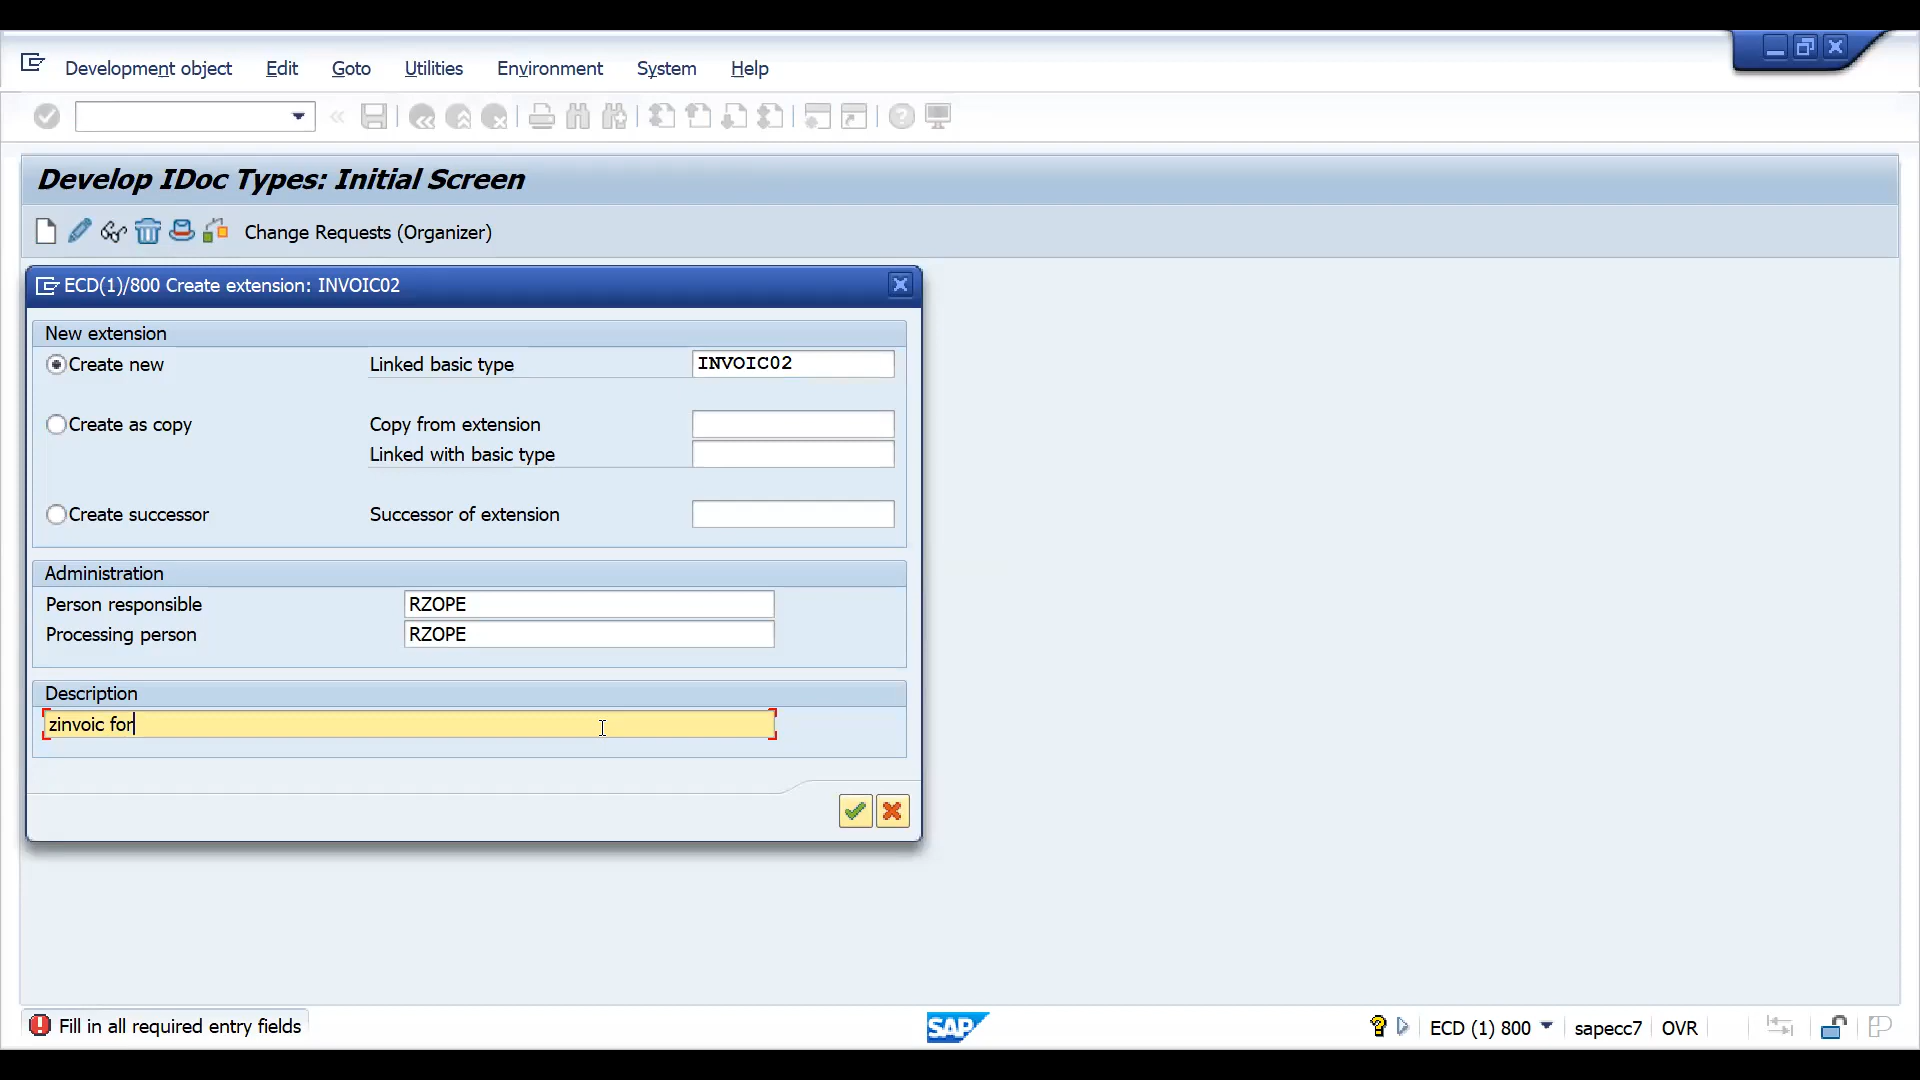 Development object Edit Goto Utilities Environment System Help
Develop IDoc Types: Initial Screen
Change Requests (Organizer)
ECD(1)/800 Create extension: INVOIC02
New extension
Create new Linked basic type INVOIC02
Create as copy Copy from extension
Linked with basic type
Create successor Successor of extension
Administration
Person responsible RZOPE
Processing person RZOPE
Description
zinvoic for
Fill in all required entry fields SAP ECD (1) 800 sapecc7 OVR